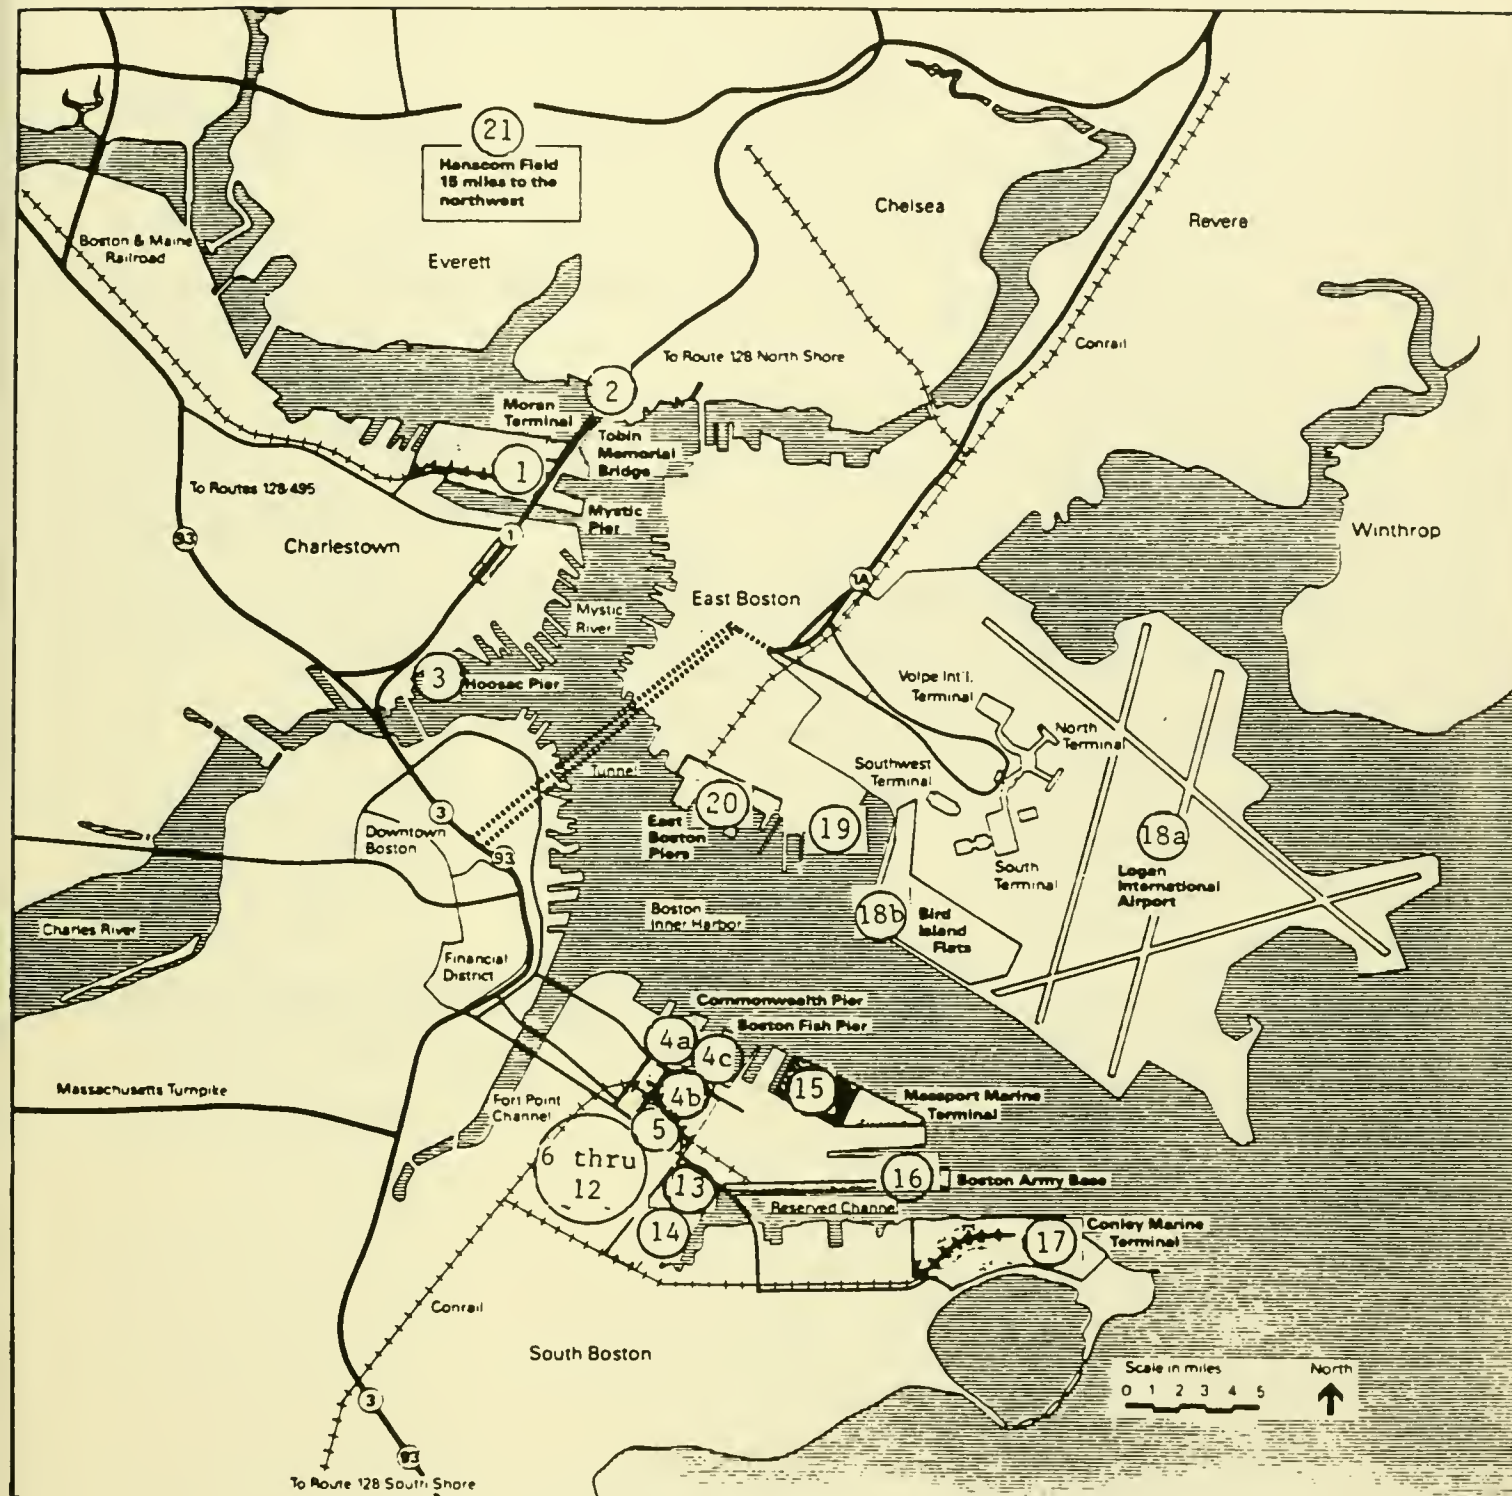 21
Hanscom Field
15 miles to the
northwest
Chelsea
Revere
Boston & Maine
Railroad
Everett
Conrail
To Route 128 North Shore
2
Moran
Terminal
Tobin
Memorial
Bridge
1
To Routes 128/495
Mystic
Pier
93
Charlestown
1
Winthrop
1A
East Boston
Mystic
River
3
Hoosac Pier
Volpe Int'l.
Terminal
North
Terminal
Southwest
Terminal
Tunnel
20
East
Boston
Piers
19
3
Downtown
Boston
93
18a
Logan
International
Airport
South
Terminal
18b
Bird
Island
Flats
Boston
Inner Harbor
Charles River
Financial
District
Commonwealth Pier
Boston Fish Pier
4a
4c
4b
15
Massport Marine
Terminal
Massachusetts Turnpike
Fort Point
Channel
5
6 thru
12
13
16
Boston Army Base
Reserved Channel
14
Conley Marine
Terminal
17
Conrail
South Boston
Scale in miles
0 1 2 3 4 5
North
3
93
To Route 128 South Shore